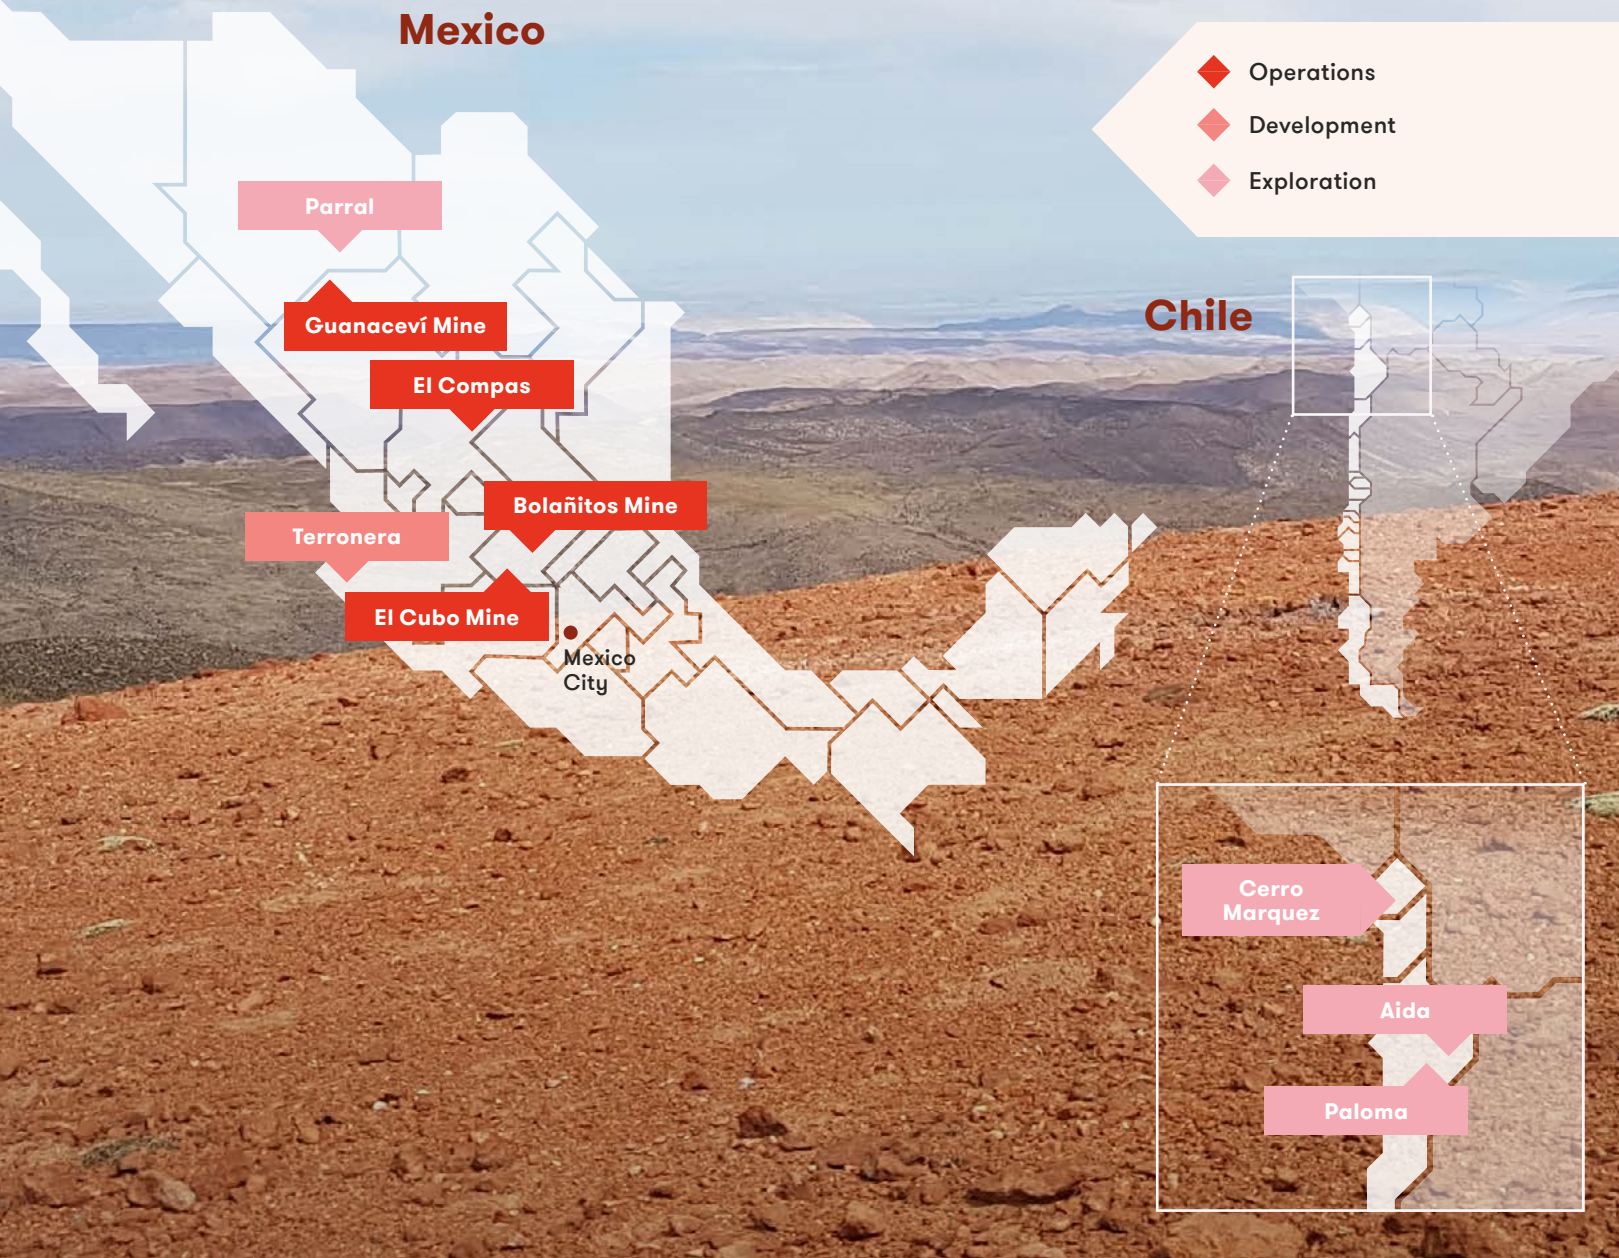 Mexico
Operations
Development
Exploration
Parral
Guanaceví Mine
El Compas
Bolañitos Mine
Terronera
El Cubo Mine
Mexico
City
Chile
Cerro
Marquez
Aida
Paloma